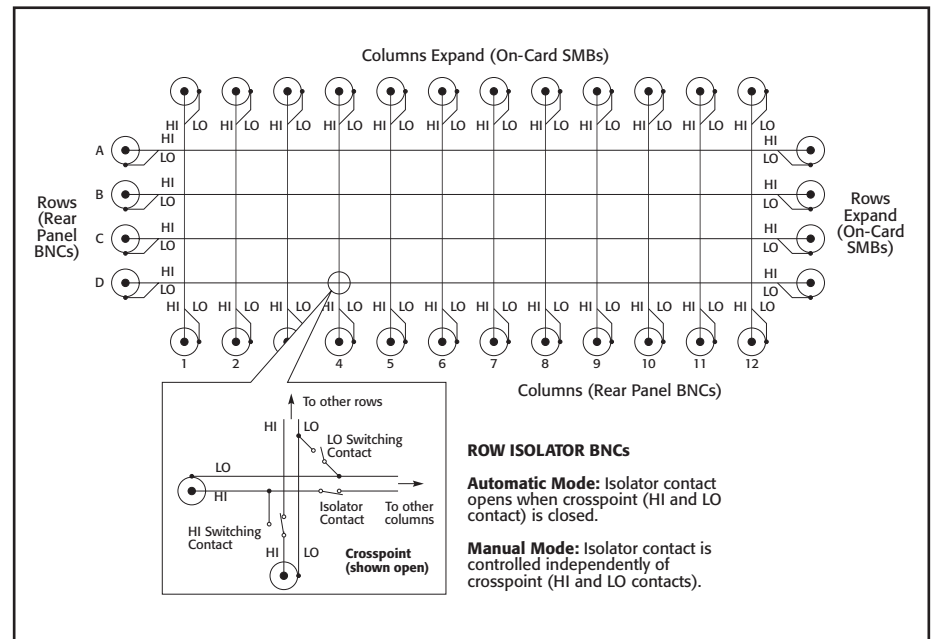 Columns Expand (On-Card SMBs)
HI LO HI LO HI LO HI LO HI LO HI LO HI LO HI LO HI LO HI LO HI LO HI LO
A HI HI
LO LO
B HI HI
LO LO
C HI HI
LO LO
D HI HI
LO LO
Rows
(Rear
Panel
BNCs)
Rows
Expand
(On-Card
SMBs)
HI LO HI LO HI LO HI LO HI LO HI LO HI LO HI LO HI LO HI LO HI LO HI LO
1 2 4 5 6 7 8 9 10 11 12
Columns (Rear Panel BNCs)
To other rows
HI LO
LO Switching
Contact
LO
HI
Isolator
Contact
To other
columns
HI Switching
Contact
HI LO
Crosspoint
(shown open)
ROW ISOLATOR BNCs
Automatic Mode: Isolator contact
opens when crosspoint (HI and LO
contact) is closed.
Manual Mode: Isolator contact is
controlled independently of
crosspoint (HI and LO contacts).